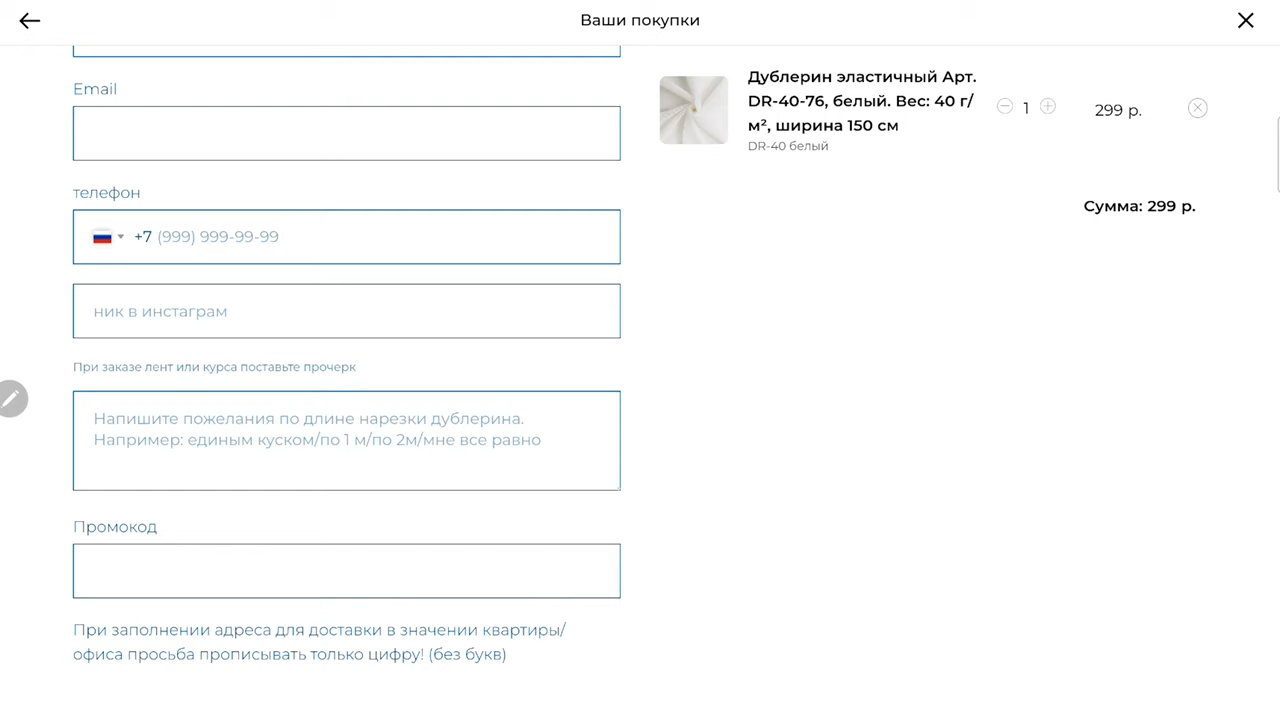 Ваши покупки
Email
телефон
+7 (999) 999-99-99
ник в инстаграм
При заказе лент или курса поставьте прочерк
Напишите пожелания по длине нарезки дублерина.
Например: единым куском/по 1 м/по 2м/мне все равно
Промокод
При заполнении адреса для доставки в значении квартиры/
офиса просьба прописывать только цифру! (без букв)
Дублерин эластичный Арт.
DR-40-76, белый. Вес: 40 г/
м², ширина 150 см
DR-40 белый
1
299 р.
Сумма: 299 р.